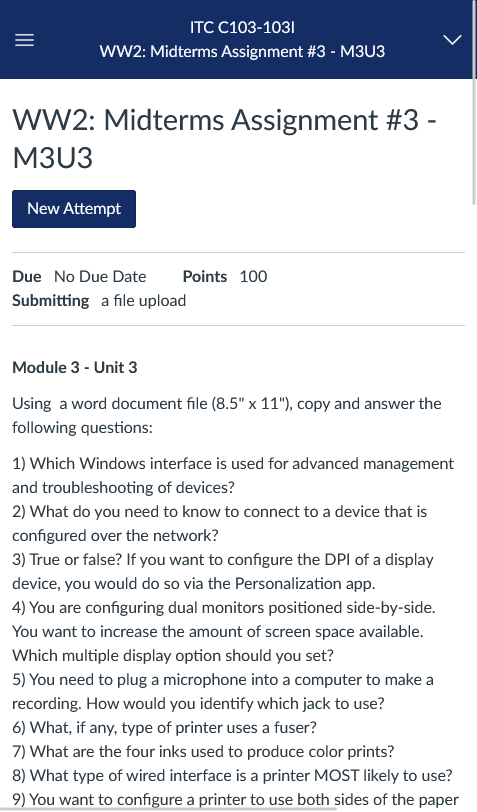 ITC C103-103I
WW2: Midterms Assignment #3 - M3U3
WW2: Midterms Assignment #3 -
M3U3
New Attempt
Due No Due Date Points 100
Submitting a file upload
Module 3 - Unit 3
Using a word document file (8.5" x 11"), copy and answer the
following questions:
1) Which Windows interface is used for advanced management
and troubleshooting of devices?
2) What do you need to know to connect to a device that is
configured over the network?
3) True or false? If you want to configure the DPI of a display
device, you would do so via the Personalization app.
4) You are configuring dual monitors positioned side-by-side.
You want to increase the amount of screen space available.
Which multiple display option should you set?
5) You need to plug a microphone into a computer to make a
recording. How would you identify which jack to use?
6) What, if any, type of printer uses a fuser?
7) What are the four inks used to produce color prints?
8) What type of wired interface is a printer MOST likely to use?
9) You want to configure a printer to use both sides of the paper